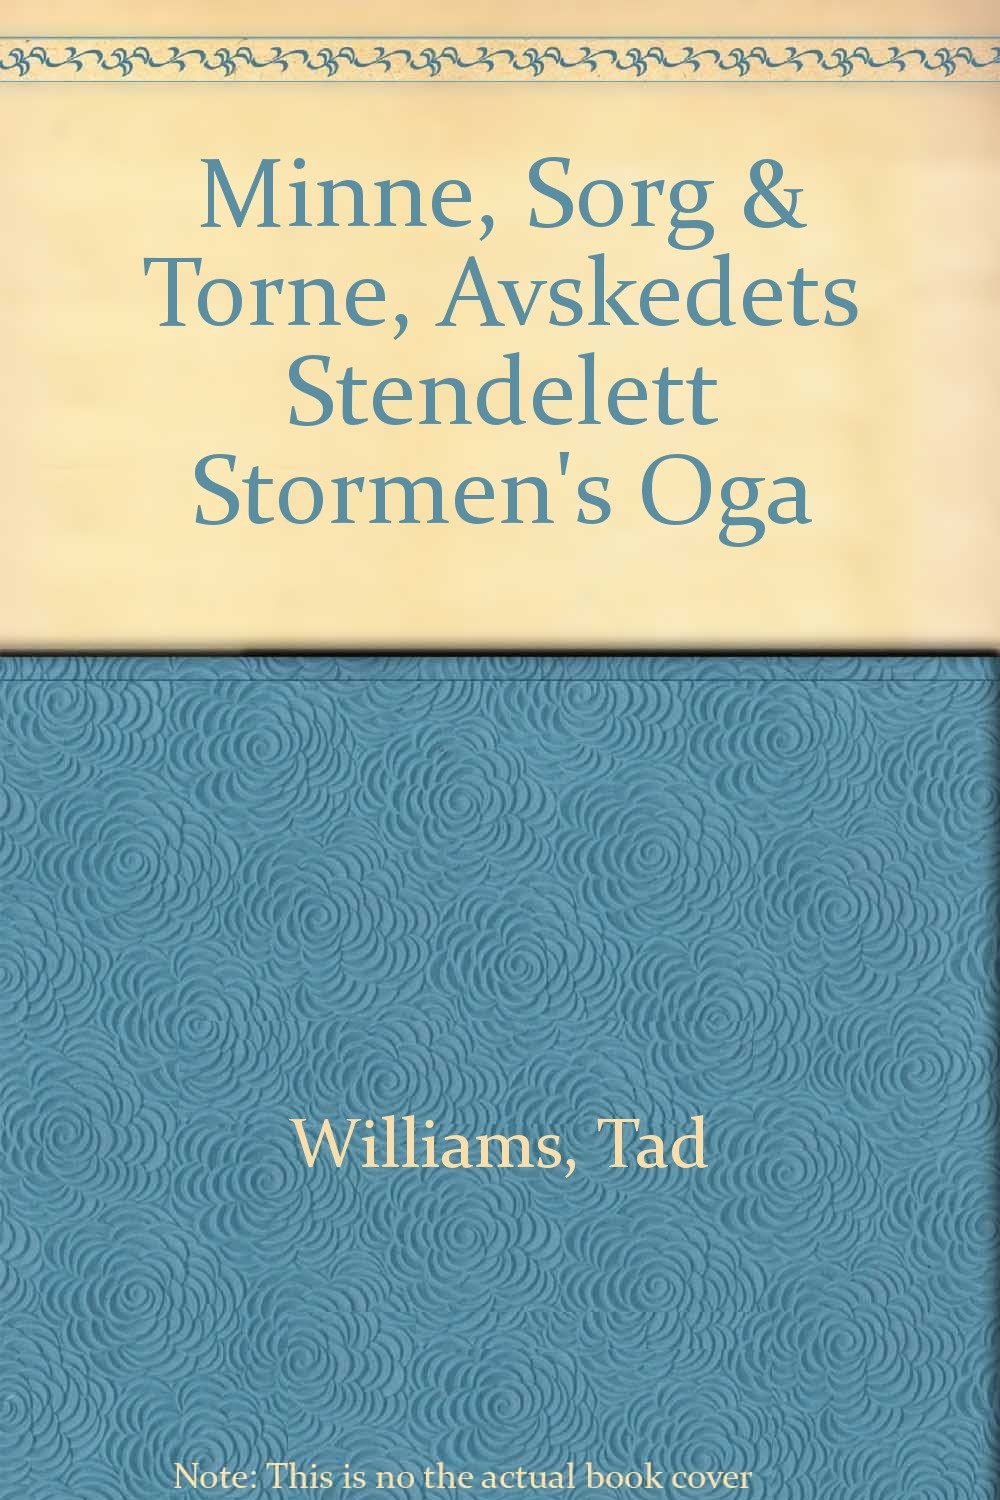 Minne, Sorg &
Torne, Avskedets
Stendelett
Stormen's Oga
Williams, Tad
Note: This is no the actual book cover